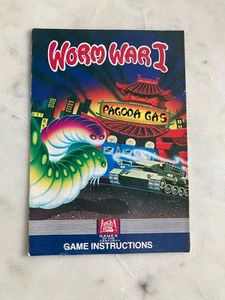 WORM WAR I
PAGODA GAS
GAMES
GAME INSTRUCTIONS